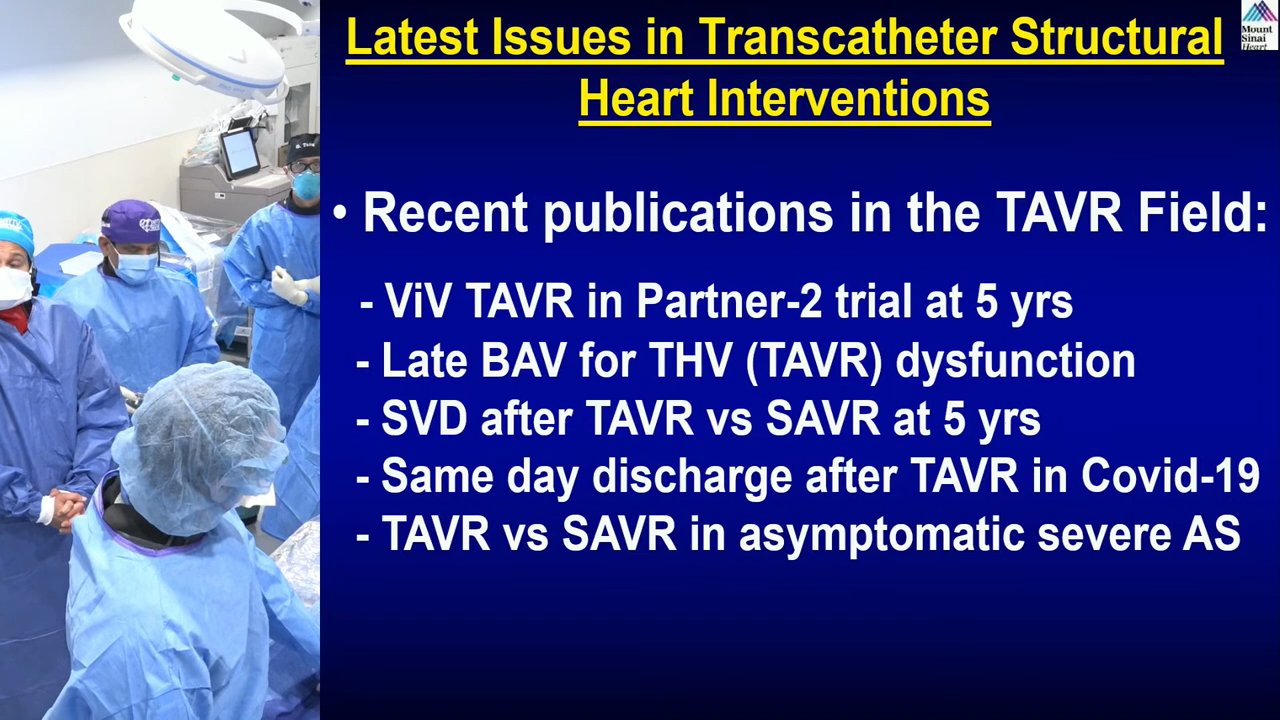 Latest Issues in Transcatheter Structural
Heart Interventions
Mount
Sinai
Heart
• Recent publications in the TAVR Field:
- ViV TAVR in Partner-2 trial at 5 yrs
- Late BAV for THV (TAVR) dysfunction
- SVD after TAVR vs SAVR at 5 yrs
- Same day discharge after TAVR in Covid-19
- TAVR vs SAVR in asymptomatic severe AS